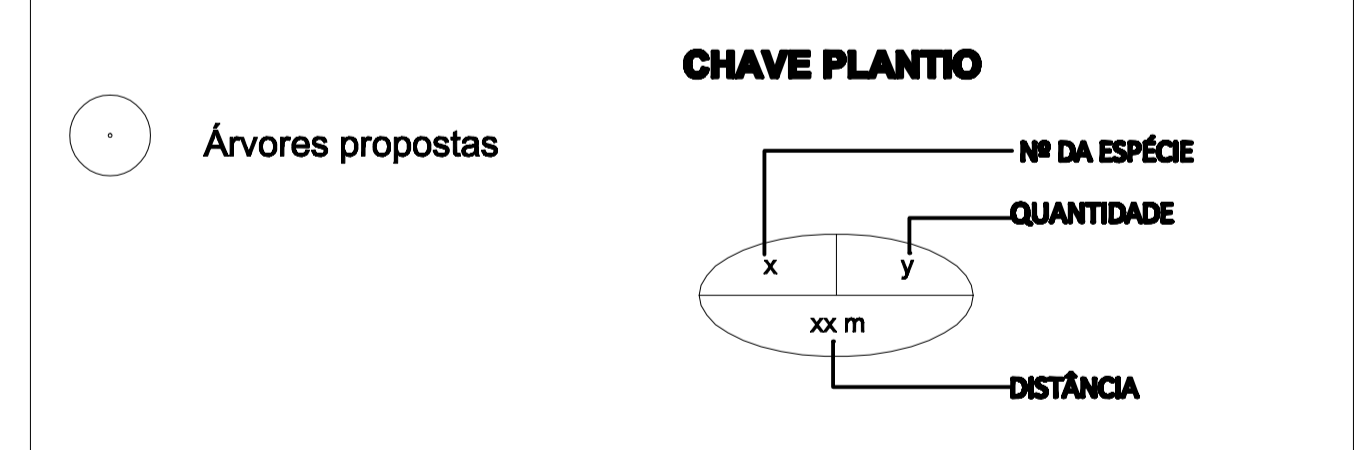 CHAVE PLANTIO
Árvores propostas
Nº DA ESPÉCIE
QUANTIDADE
x y
xx m
DISTÂNCIA